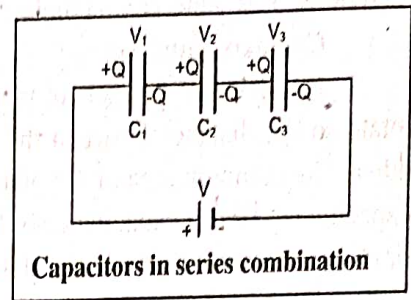 V₁ V₂ V₃
+Q +Q +Q
-Q -Q -Q
C₁ C₂ C₃
V
+ -
Capacitors in series combination